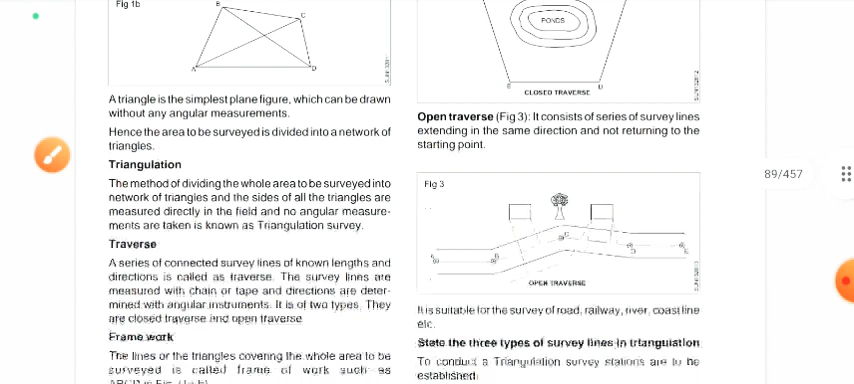 Fig 1b
B
C
A
D
A triangle is the simplest plane figure, which can be drawn
without any angular measurements.
Hence the area to be surveyed is divided into a network of
triangles.
Triangulation
The method of dividing the whole area to be surveyed into
network of triangles and the sides of all the triangles are
measured directly in the field and no angular measure-
ments are taken is known as Triangulation survey.
Traverse
A series of connected survey lines of known lengths and
directions is called as traverse. The survey lines are
measured with chain or tape and directions are deter-
mined with angular instruments. It is of two types. They
are closed traverse and open traverse
Frame work
The lines or the triangles covering the whole area to be
surveyed is called frame of work such as
PONDS
CLOSED TRAVERSE
Open traverse (Fig 3): It consists of series of survey lines
extending in the same direction and not returning to the
starting point.
Fig 3
OPEN TRAVERSE
It is suitable for the survey of road, railway, river, coast line
etc.
State the three types of survey lines in triangulation
To conduct a Triangulation survey stations are to be
established
89/457